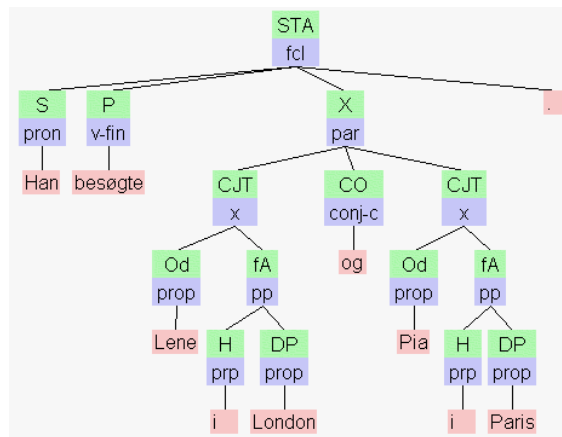 STA
fcl
S P X .
pron v-fin par
Han besøgte
CJT CO CJT
x conj-c x
og
Od fA Od fA
prop pp prop pp
Lene Pia
H DP H DP
prp prop prp prop
i London i Paris